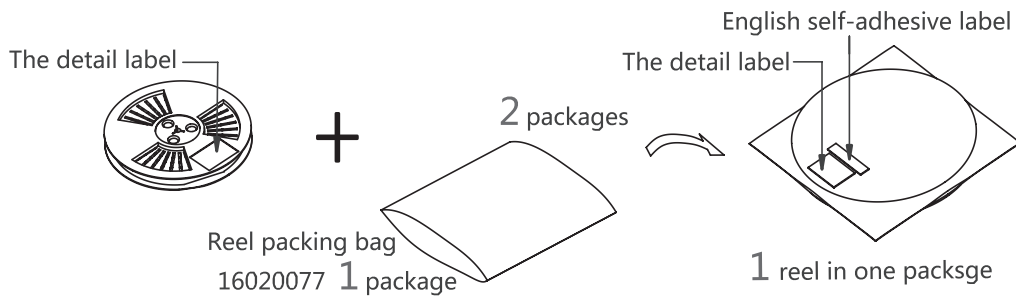 English self-adhesive label
The detail label
The detail label
2 packages
Reel packing bag
16020077 1 package
1 reel in one packsge